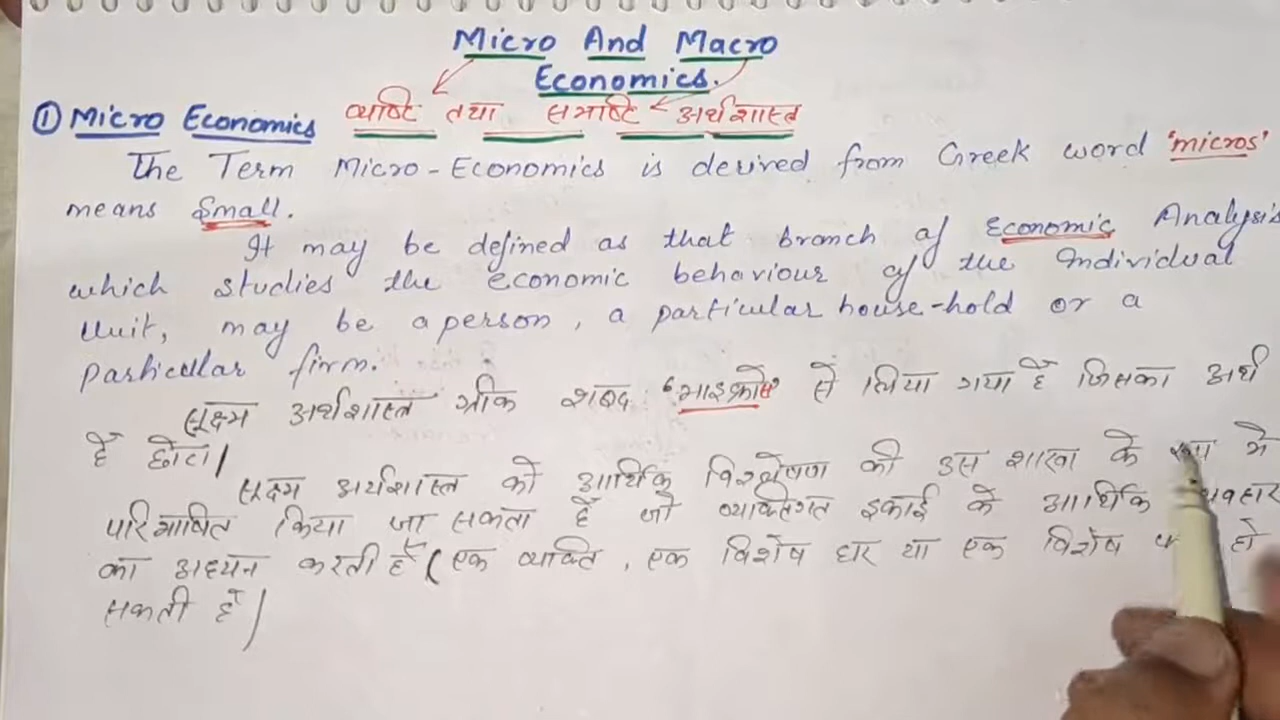 Micro And Macro
Economics.
व्यष्टि तथा समष्टि अर्थशास्त्र
① Micro Economics
The Term Micro-Economics is derived from Greek word 'micros'
means Small.
It may be defined as that branch of Economic Analysis
which studies the economic behaviour of the Individual
Unit, may be a person, a particular house-hold or a
particular firm.
सूक्ष्म अर्थशास्त्र ग्रीक शब्द 'माइक्रोस' से लिया गया है जिसका अर्थ
है छोटा।
सूक्ष्म अर्थशास्त्र को आर्थिक विश्लेषण की उस शाखा के में
परिभाषित किया जा सकता है जो व्यक्तिगत इकाई के आर्थिक
का अध्यन करती है (एक व्यक्ति, एक विशेष घर या एक विशेष हो
सकती है)